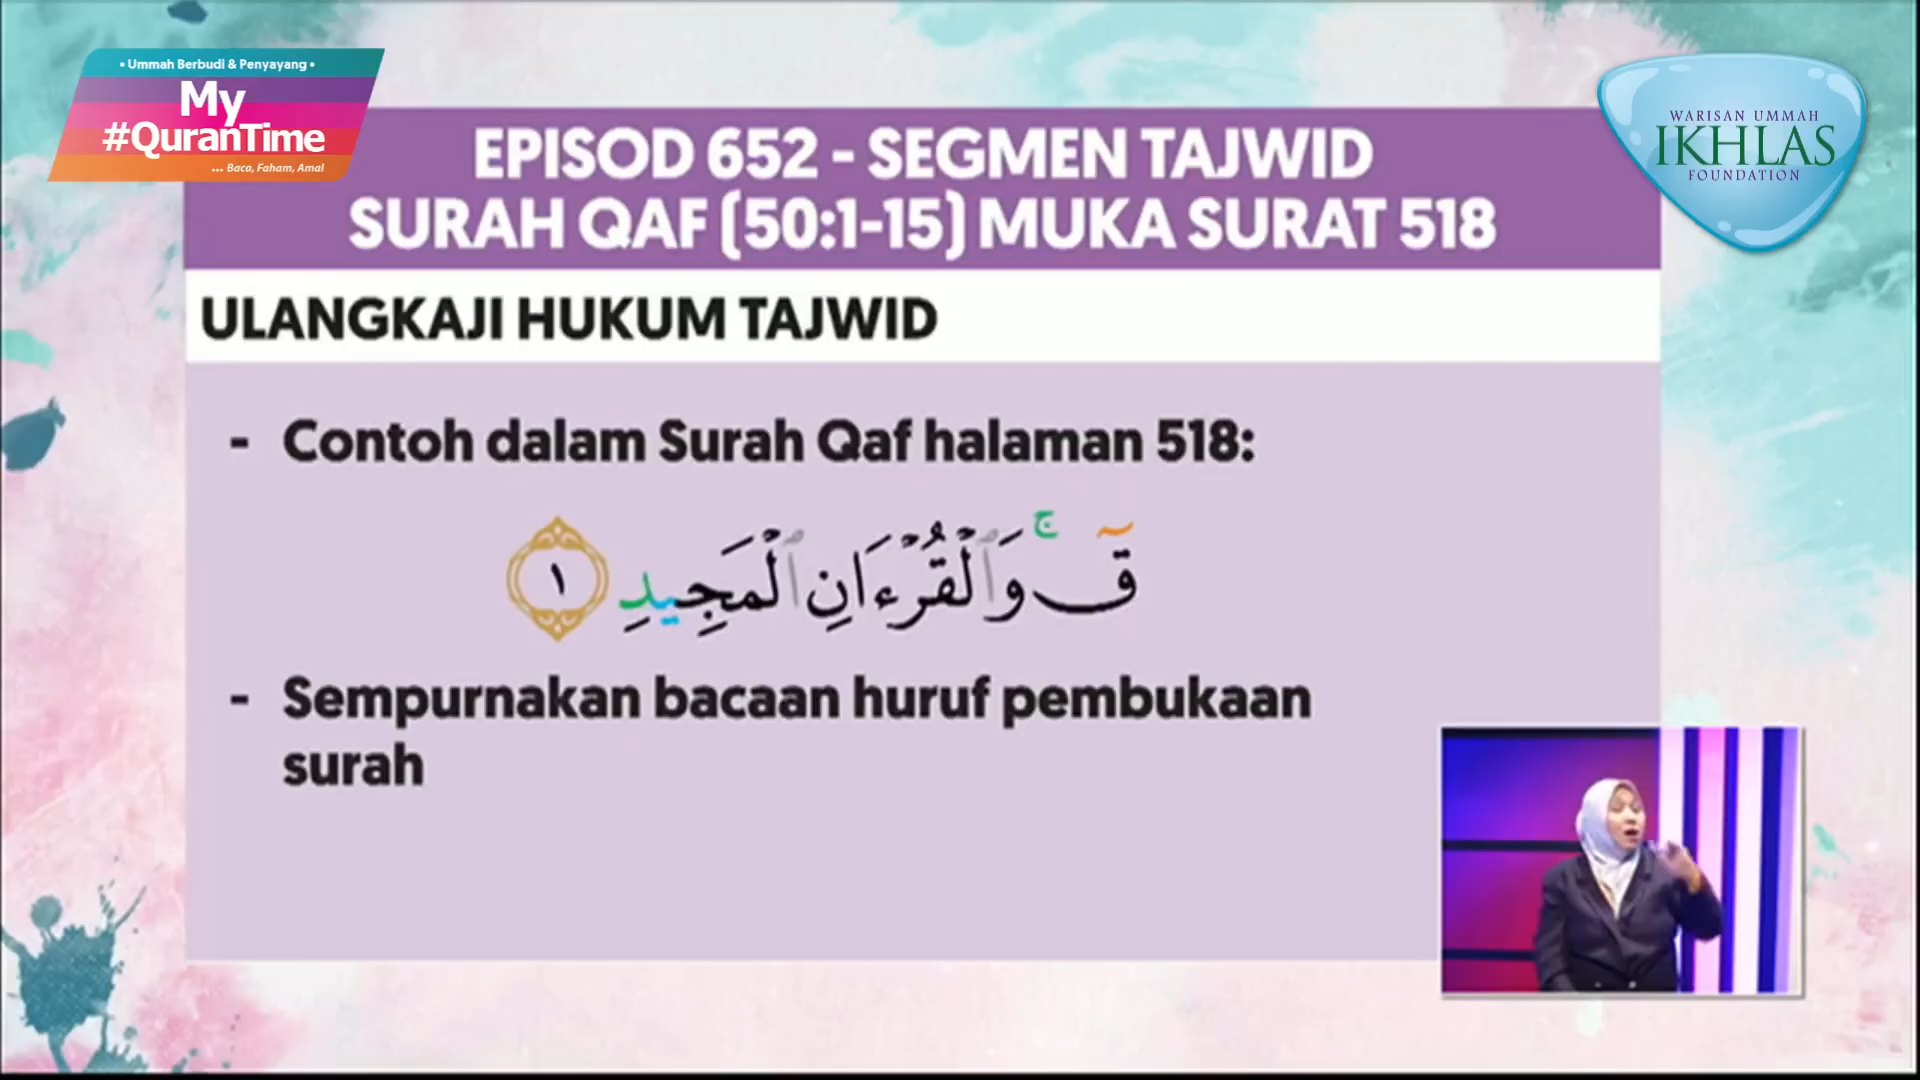 • Ummah Berbudi & Penyayang •
My
#QuranTime
... Baca, Faham, Amal
WARISAN UMMAH
IKHLAS
FOUNDATION
EPISOD 652 - SEGMEN TAJWID
SURAH QAF (50:1-15) MUKA SURAT 518
ULANGKAJI HUKUM TAJWID
- Contoh dalam Surah Qaf halaman 518:
قٓ ۚ وَٱلْقُرْءَانِ ٱلْمَجِيدِ ١
- Sempurnakan bacaan huruf pembukaan
surah